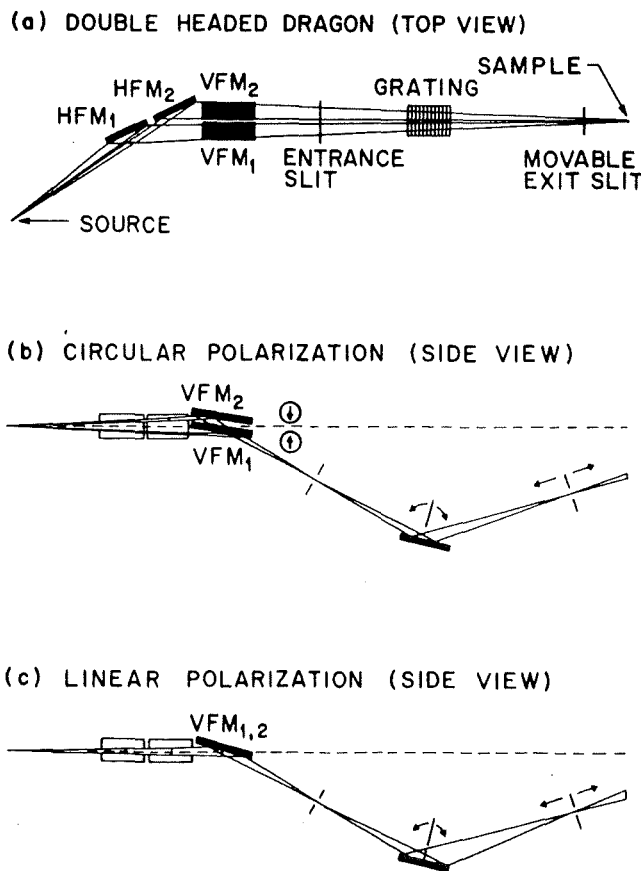 (a) DOUBLE HEADED DRAGON (TOP VIEW)
SAMPLE
HFM2 VFM2 GRATING
HFM1
VFM1 ENTRANCE SLIT
MOVABLE EXIT SLIT
SOURCE
(b) CIRCULAR POLARIZATION (SIDE VIEW)
VFM2
VFM1
(c) LINEAR POLARIZATION (SIDE VIEW)
VFM1,2